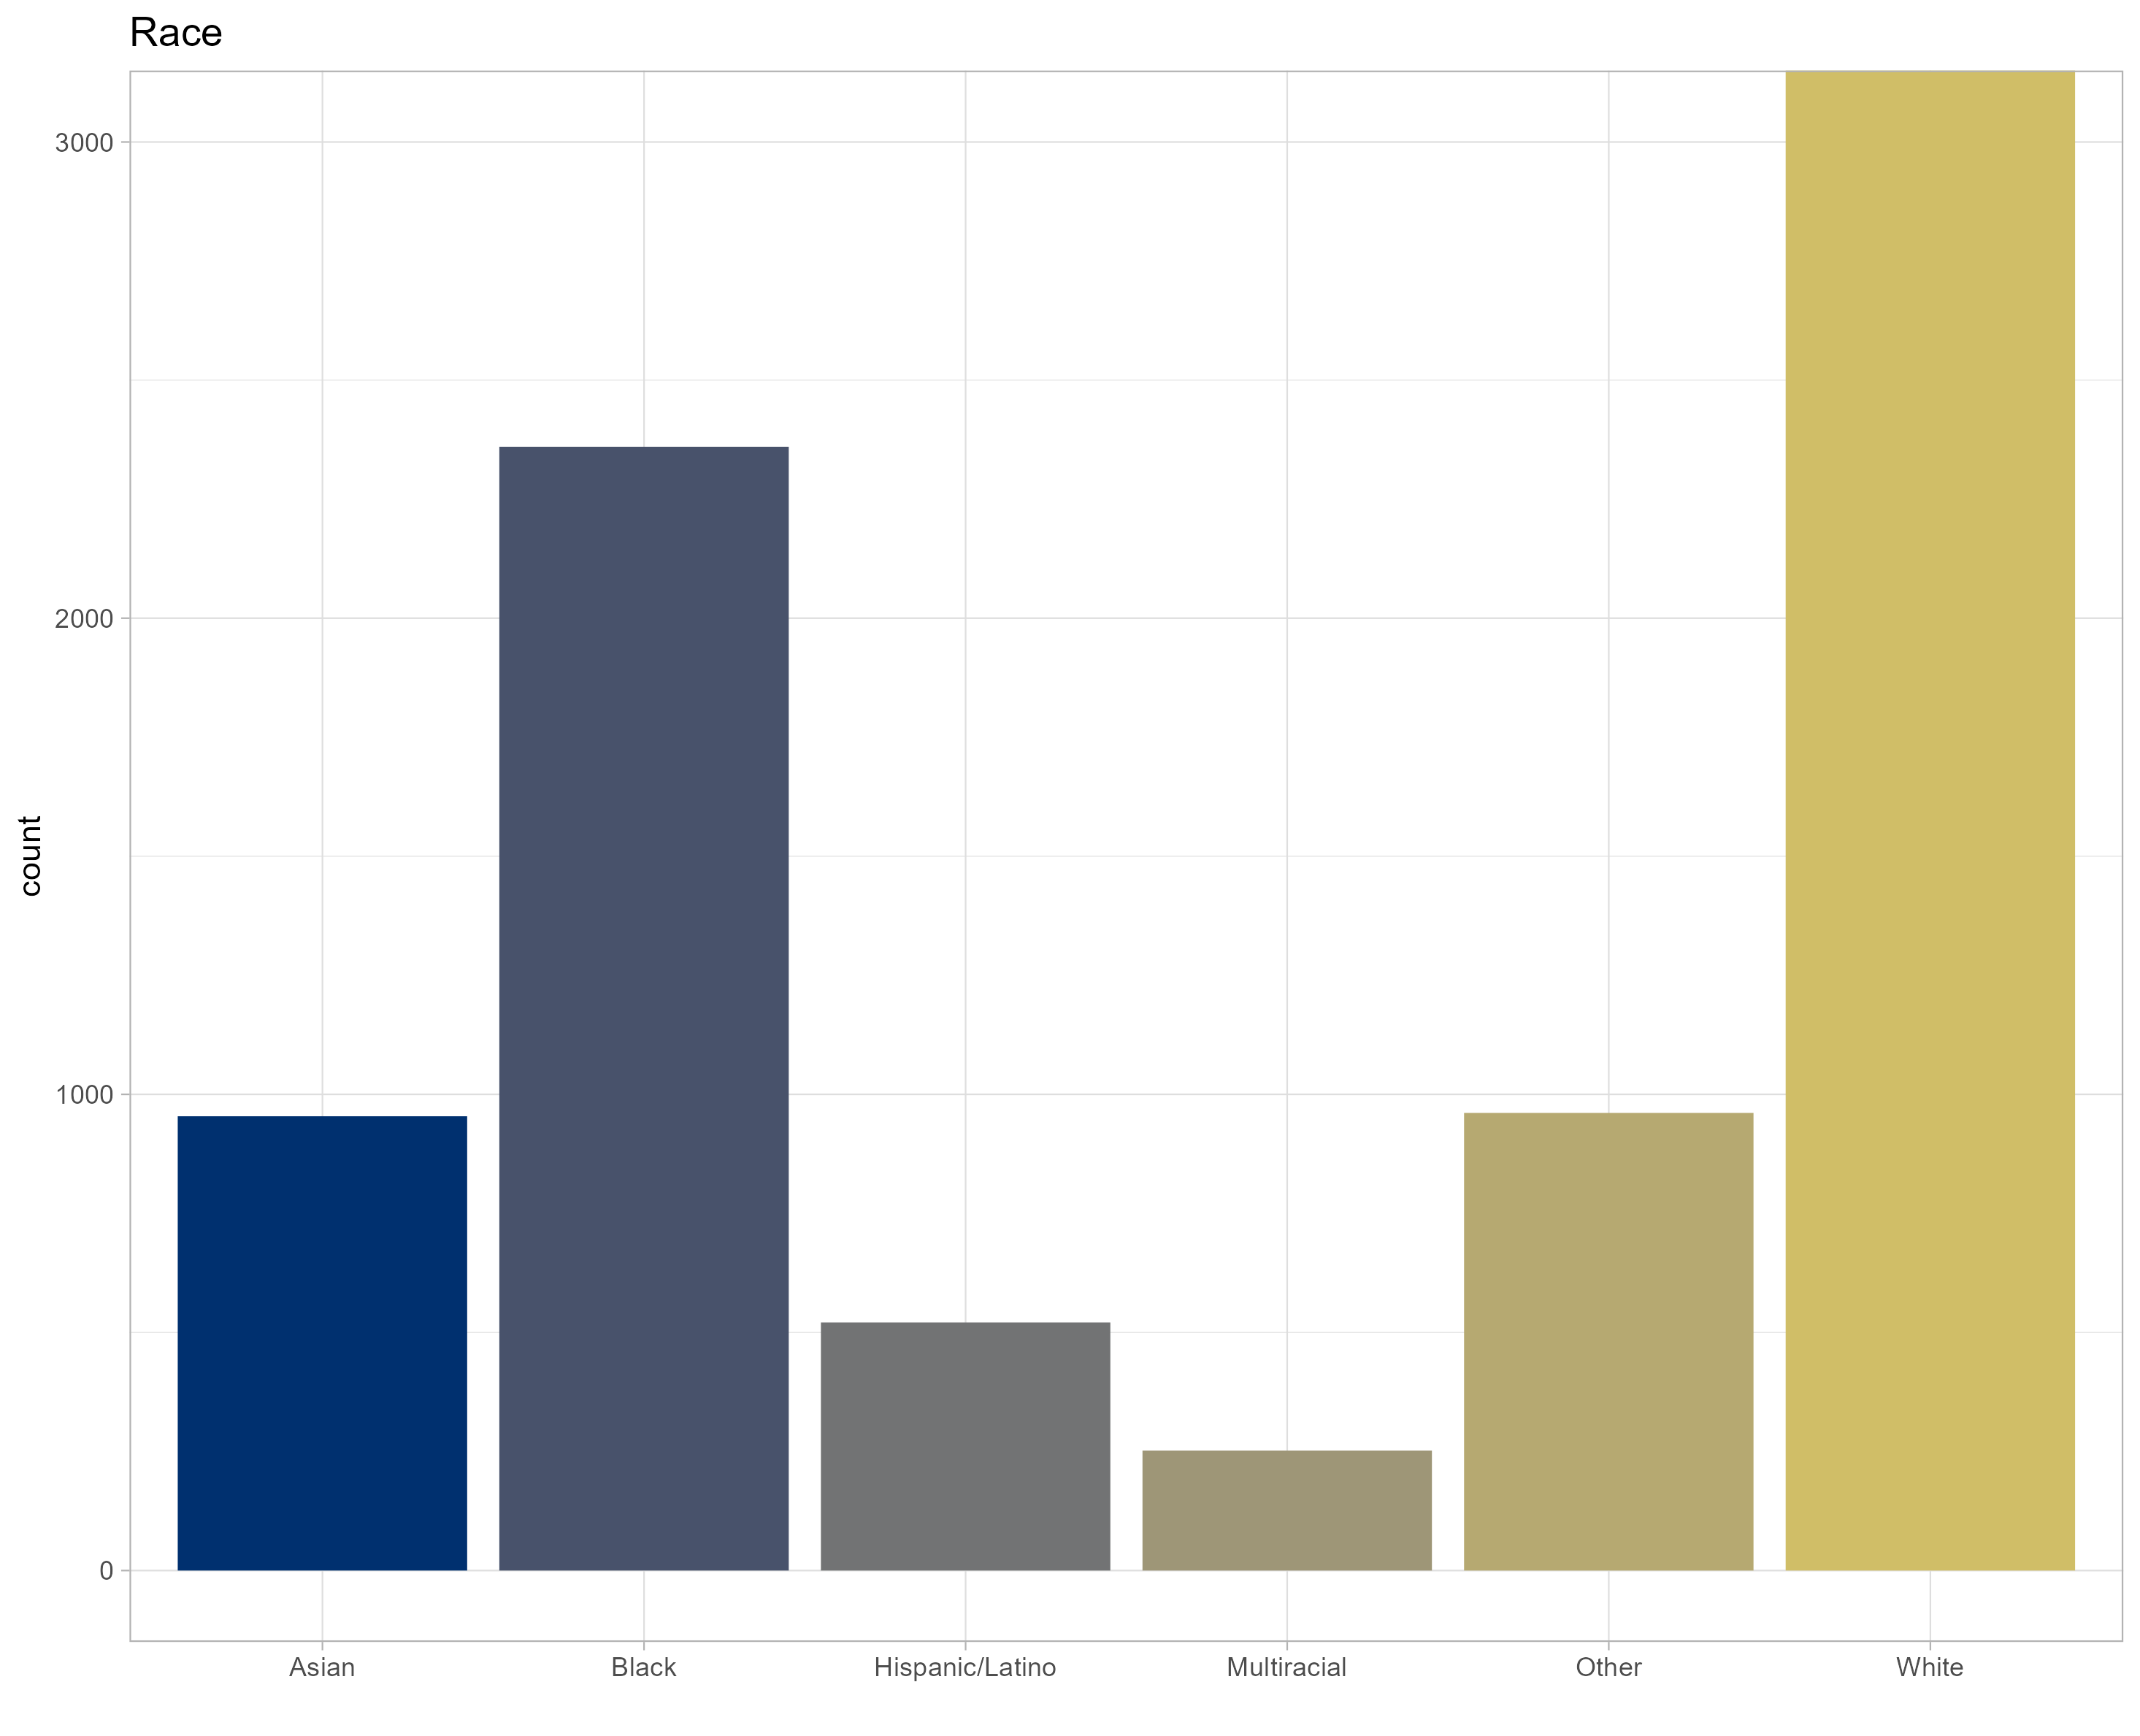 Race
count
3000
2000
1000
0
Asian Black Hispanic/Latino Multiracial Other White